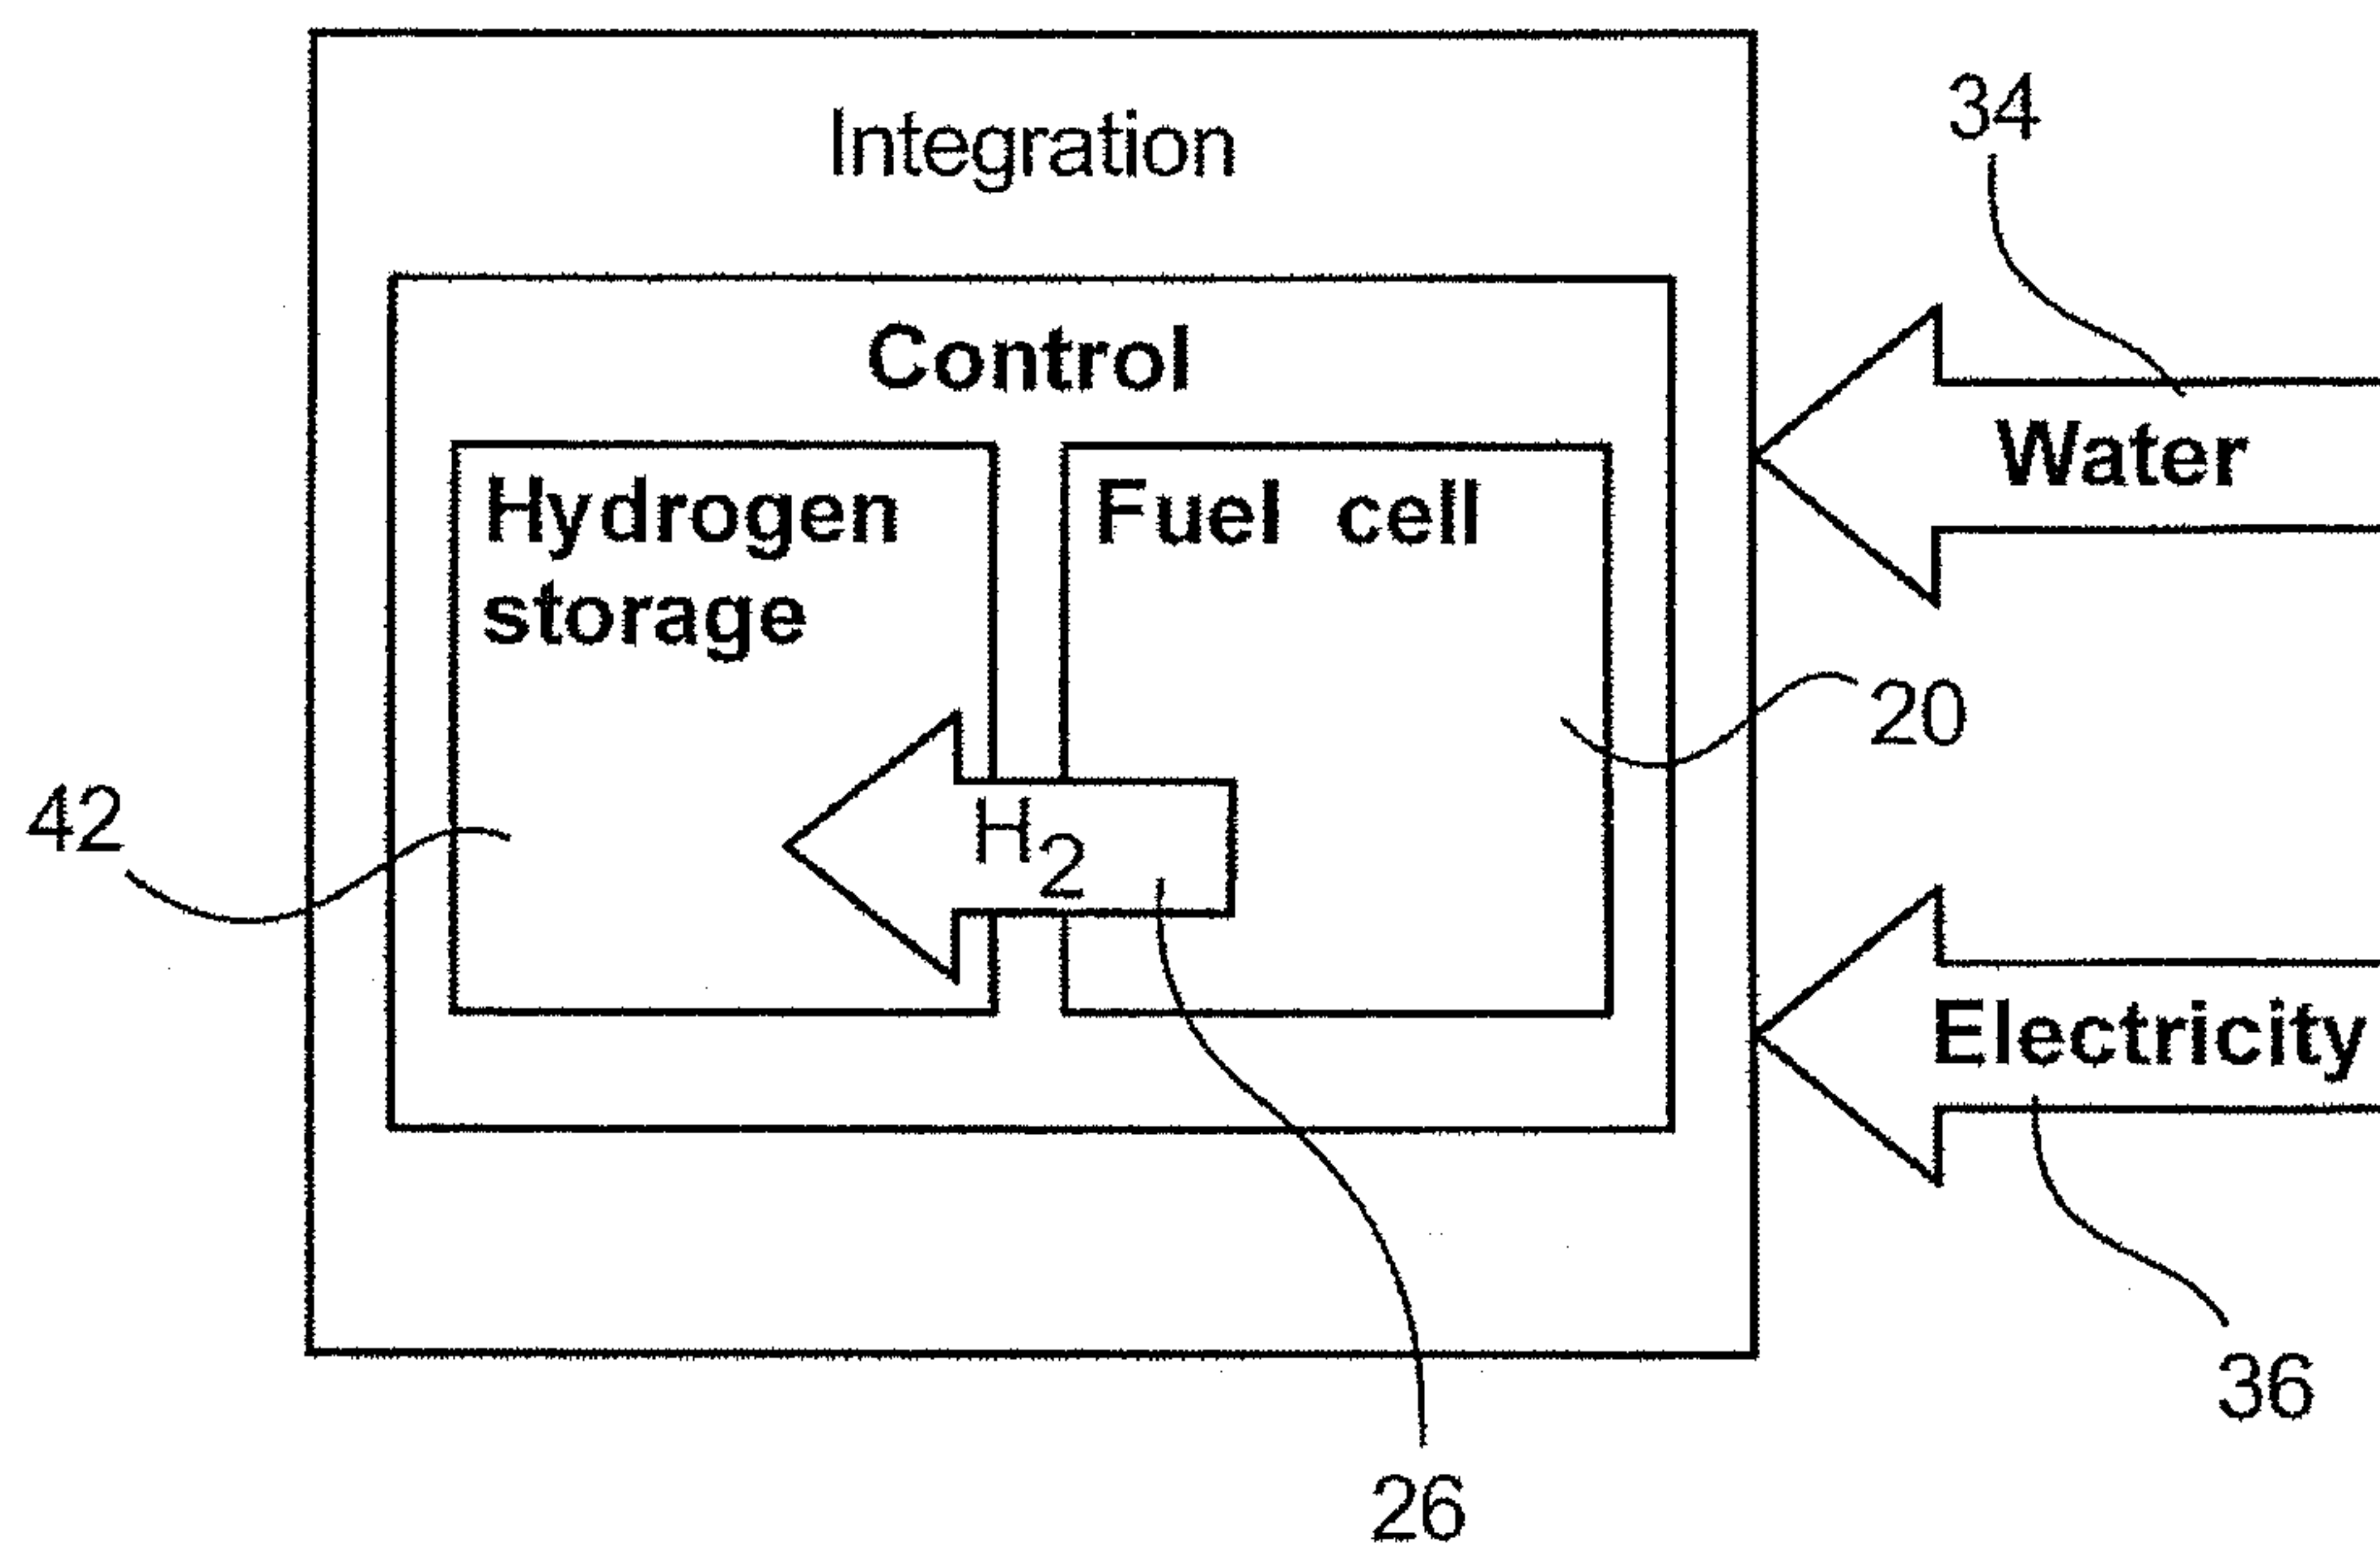 Integration
34
Control
Water
Hydrogen
storage
Fuel cell
20
42
H2
Electricity
36
26